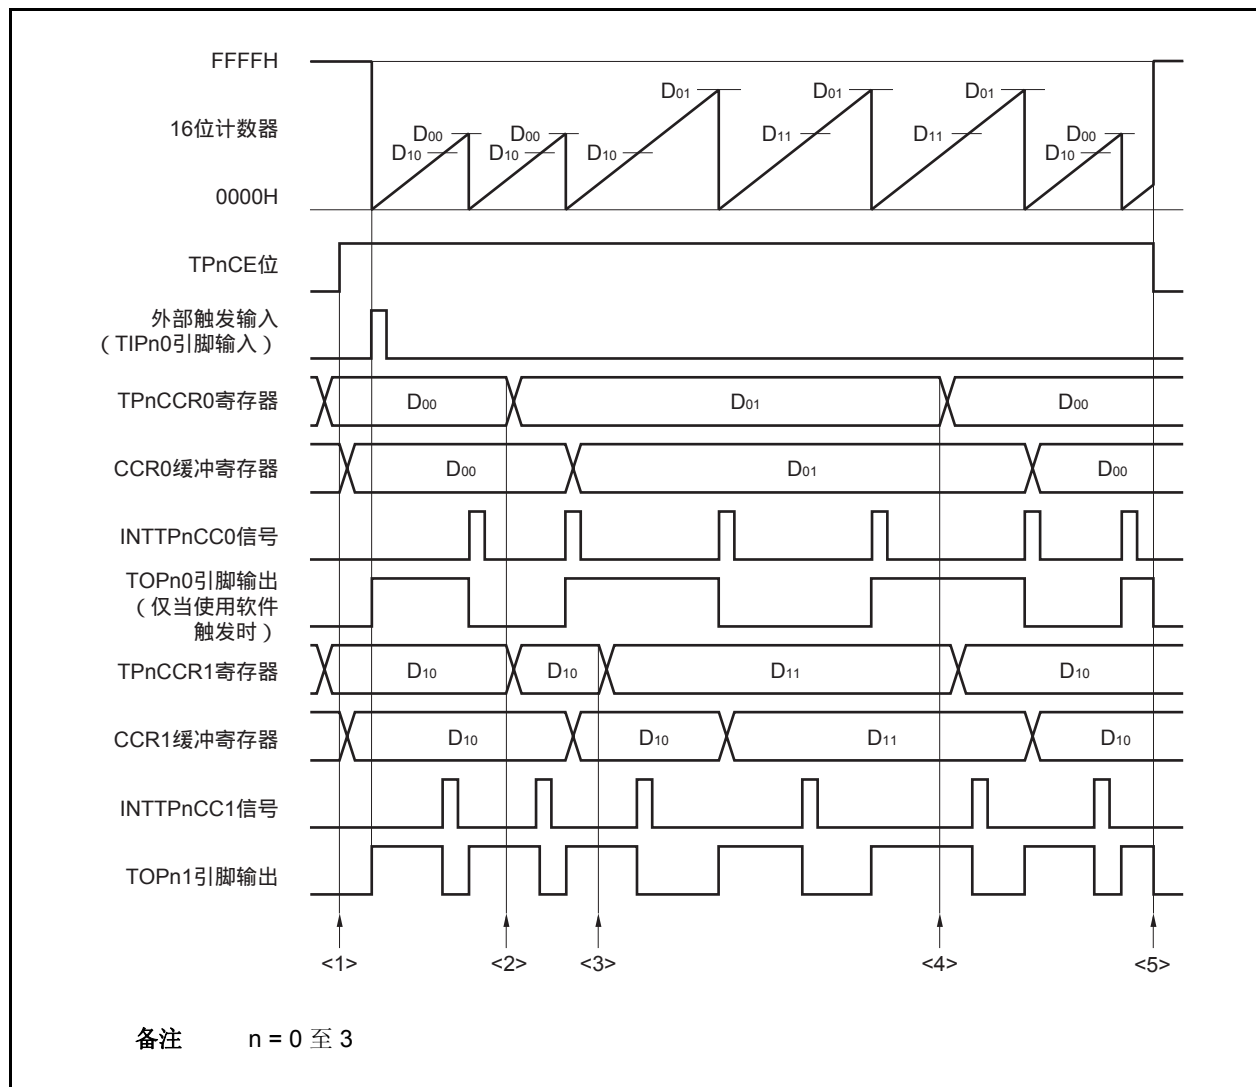 FFFFH
16位计数器
0000H
D01 D01 D01
D00 D00 D11 D11 D00
D10 D10 D10 D10
TPnCE位
外部触发输入
（TIPn0引脚输入）
TPnCCR0寄存器 D00 D01 D00
CCR0缓冲寄存器 D00 D01 D00
INTTPnCC0信号
TOPn0引脚输出
（仅当使用软件
触发时）
TPnCCR1寄存器 D10 D10 D11 D10
CCR1缓冲寄存器 D10 D10 D11 D10
INTTPnCC1信号
TOPn1引脚输出
<1> <2> <3> <4> <5>
备注 n = 0 至 3